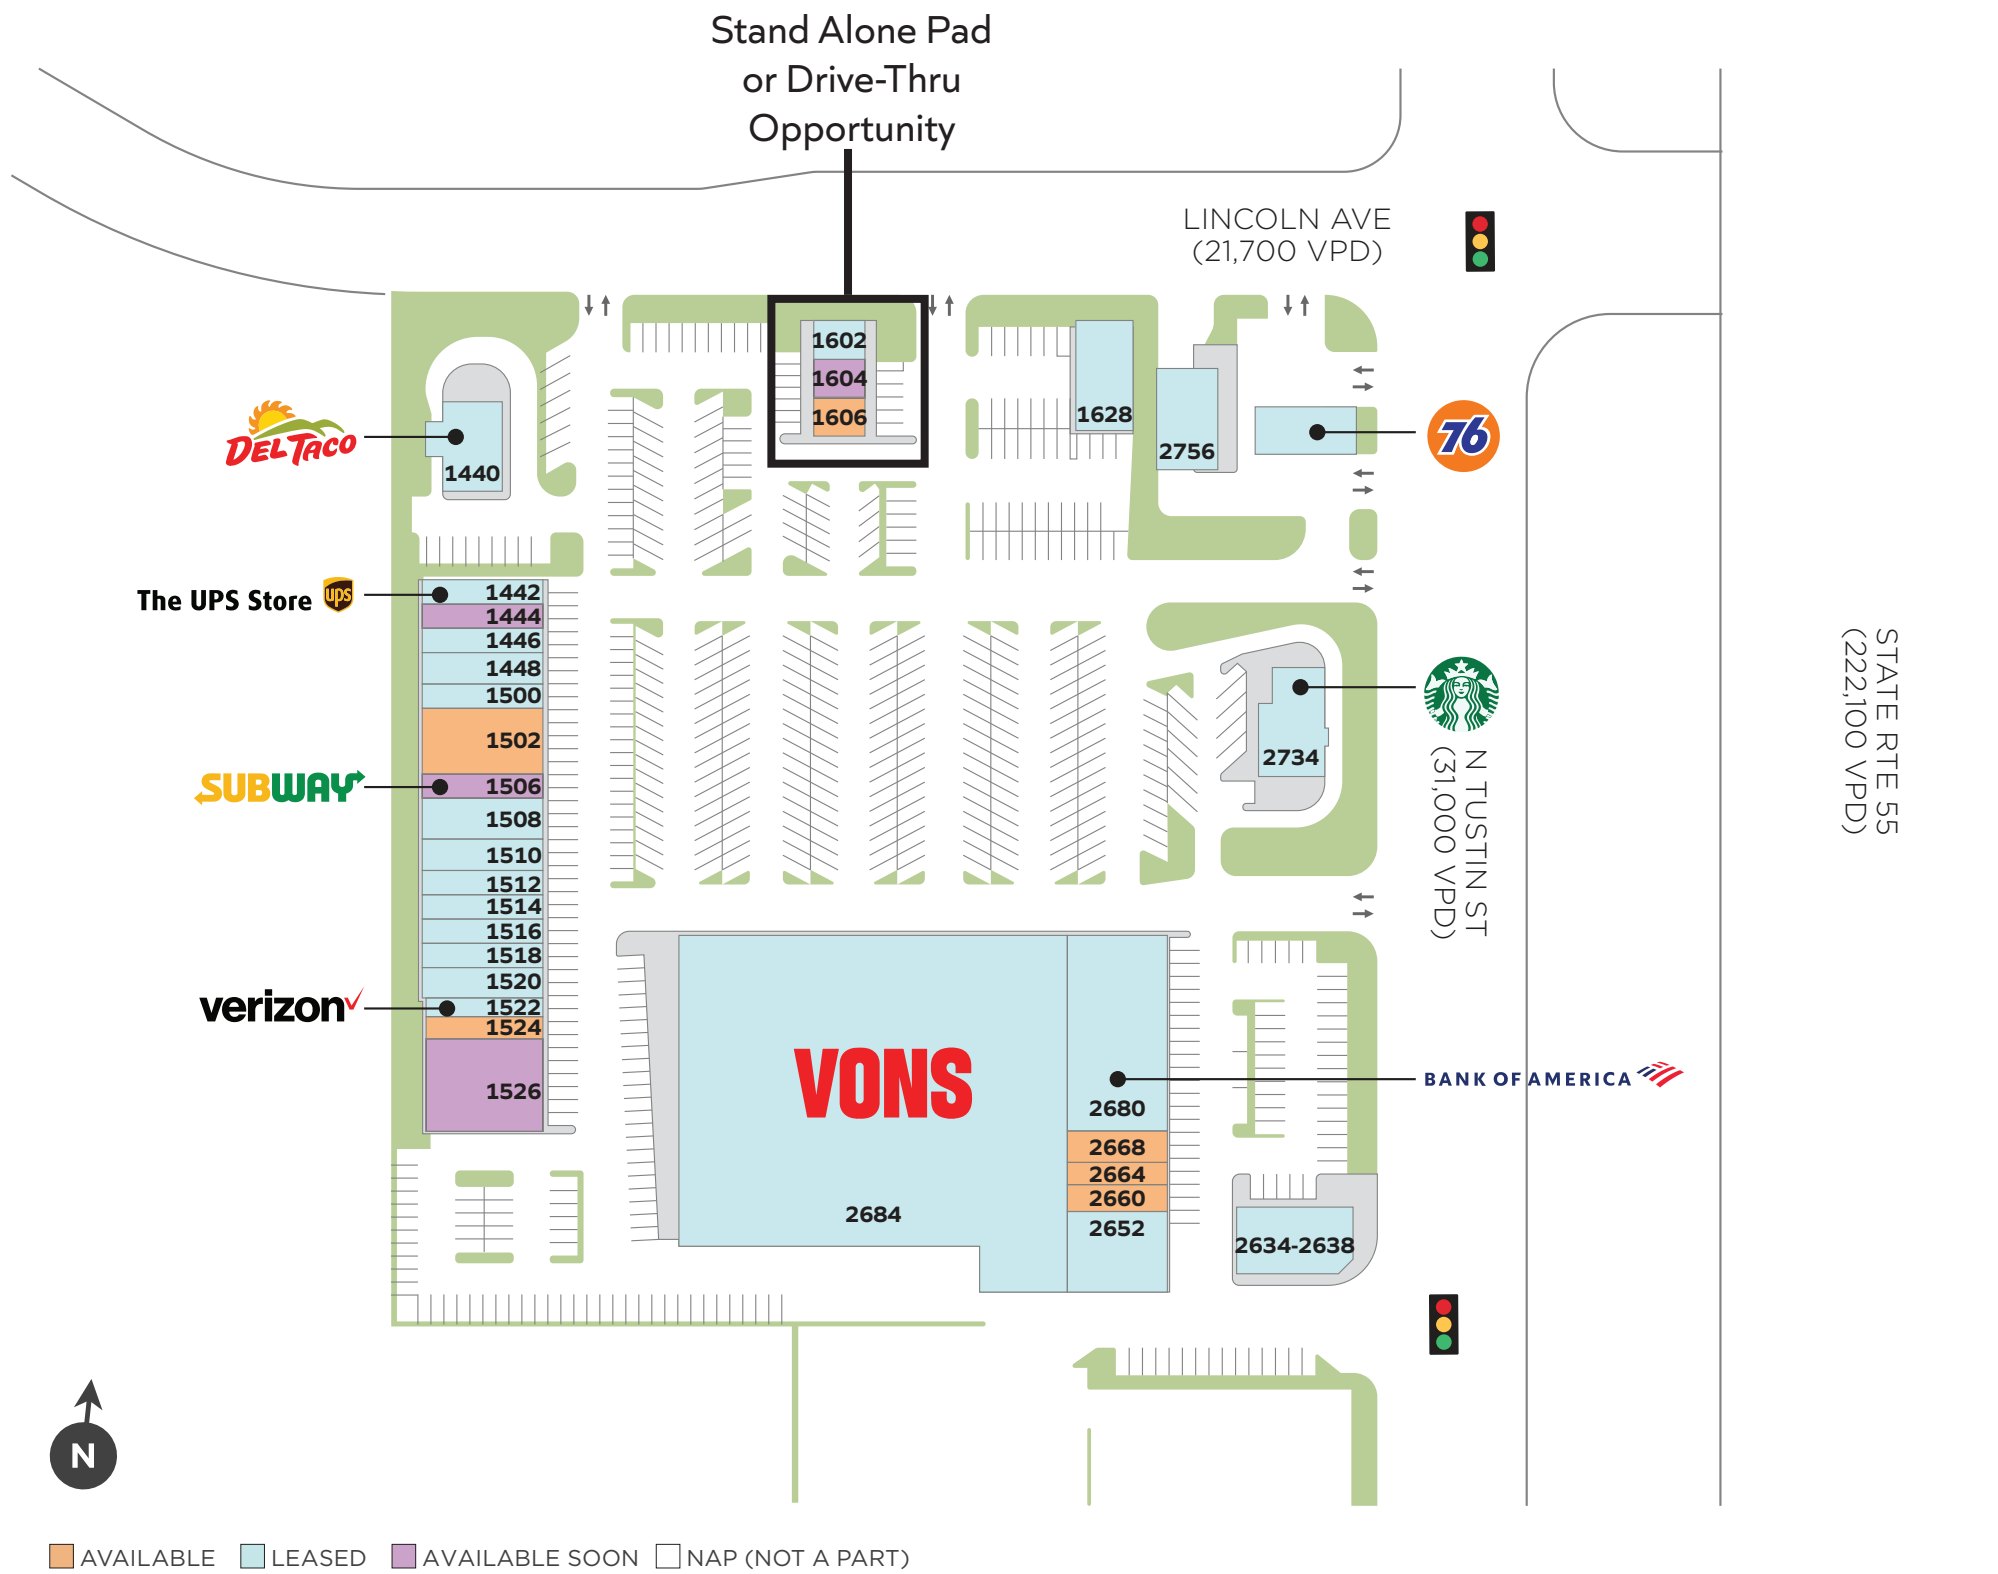 Stand Alone Pad
or Drive-Thru
Opportunity
LINCOLN AVE
(21,700 VPD)
1602
1604
1606
1628
2756
76
DEL TACO
1440
The UPS Store
ups
1442
1444
1446
1448
1500
1502
SUBWAY
1506
1508
1510
1512
1514
1516
1518
1520
verizon
1522
1524
1526
2734
N TUSTIN ST
(31,000 VPD)
STATE RTE 55
(222,100 VPD)
VONS
2684
BANK OF AMERICA
2680
2668
2664
2660
2652
2634-2638
N
AVAILABLE
LEASED
AVAILABLE SOON
NAP (NOT A PART)